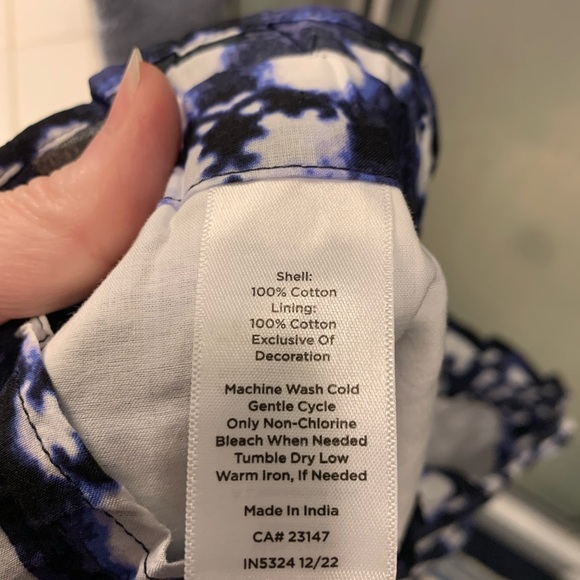 Shell:
100% Cotton
Lining:
100% Cotton
Exclusive Of
Decoration
Machine Wash Cold
Gentle Cycle
Only Non-Chlorine
Bleach When Needed
Tumble Dry Low
Warm Iron, If Needed
Made In India
CA# 23147
IN5324 12/22